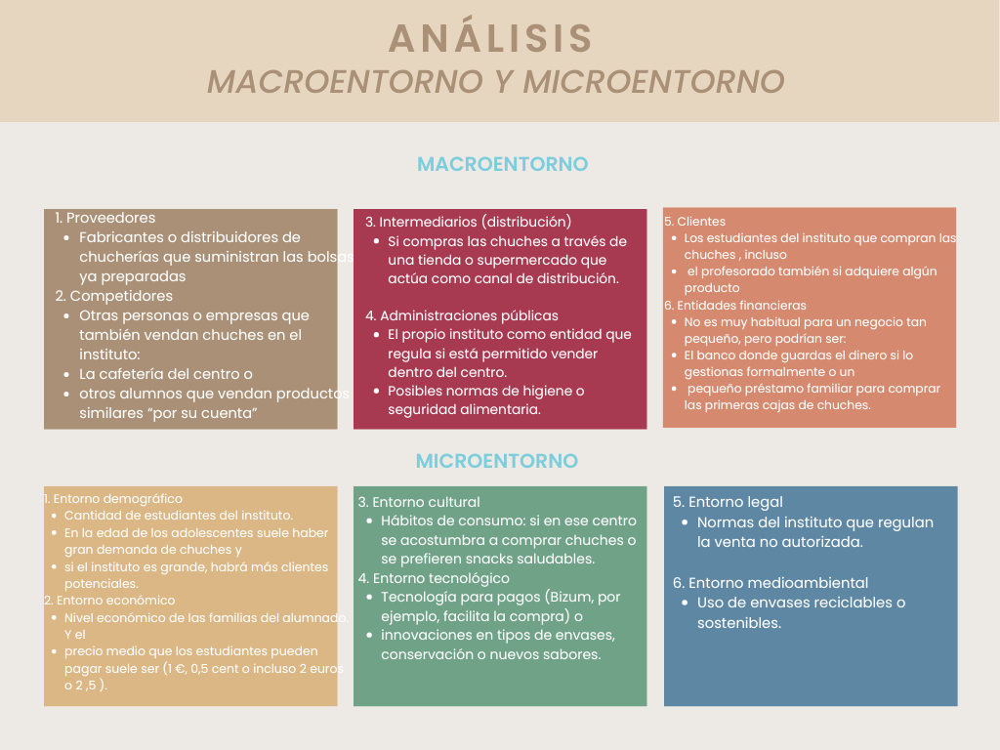 ANÁLISIS
MACROENTORNO Y MICROENTORNO
MACROENTORNO
1. Proveedores
• Fabricantes o distribuidores de
chucherías que suministran las bolsas
ya preparadas
2. Competidores
• Otras personas o empresas que
también vendan chuches en el
instituto:
• La cafetería del centro o
• otros alumnos que vendan productos
similares “por su cuenta”
3. Intermediarios (distribución)
• Si compras las chuches a través de
una tienda o supermercado que
actúa como canal de distribución.
4. Administraciones públicas
• El propio instituto como entidad que
regula si está permitido vender
dentro del centro.
• Posibles normas de higiene o
seguridad alimentaria.
5. Clientes
• Los estudiantes del instituto que compran las
chuches , incluso
• el profesorado también si adquiere algún
producto
6. Entidades financieras
• No es muy habitual para un negocio tan
pequeño, pero podrían ser:
• El banco donde guardas el dinero si lo
gestionas formalmente o un
• pequeño préstamo familiar para comprar
las primeras cajas de chuches.
MICROENTORNO
1. Entorno demográfico
• Cantidad de estudiantes del instituto.
• En la edad de los adolescentes suele haber
gran demanda de chuches y
• si el instituto es grande, habrá más clientes
potenciales.
2. Entorno económico
• Nivel económico de las familias del alumnado.
Y el
• precio medio que los estudiantes pueden
pagar suele ser (1 €, 0,5 cent o incluso 2 euros
o 2 ,5 ).
3. Entorno cultural
• Hábitos de consumo: si en ese centro
se acostumbra a comprar chuches o
se prefieren snacks saludables.
4. Entorno tecnológico
• Tecnología para pagos (Bizum, por
ejemplo, facilita la compra) o
• innovaciones en tipos de envases,
conservación o nuevos sabores.
5. Entorno legal
• Normas del instituto que regulan
la venta no autorizada.
6. Entorno medioambiental
• Uso de envases reciclables o
sostenibles.